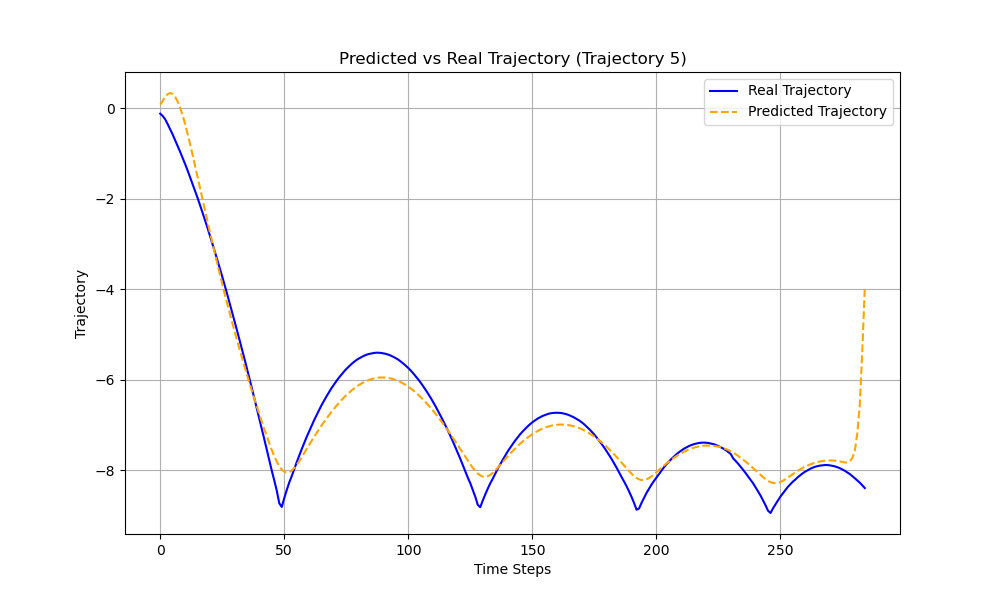 Predicted vs Real Trajectory (Trajectory 5)
Real Trajectory
Predicted Trajectory
Trajectory
0
−2
−4
−6
−8
0 50 100 150 200 250
Time Steps